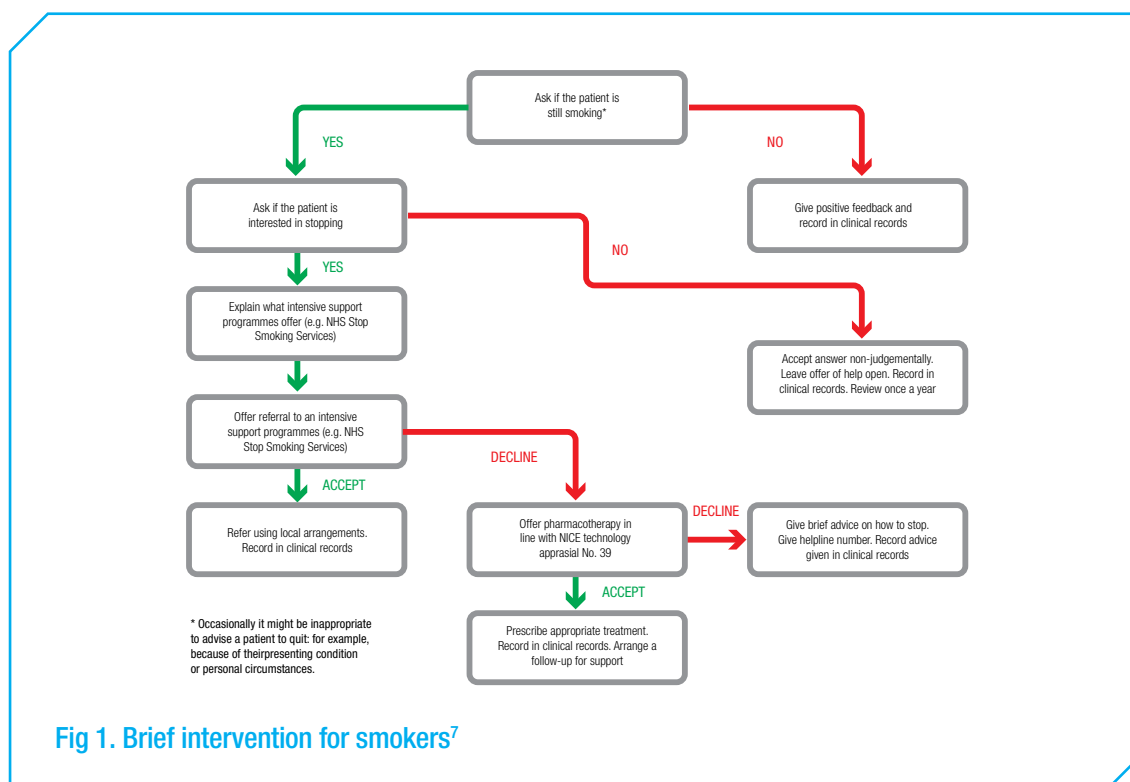 Ask if the patient is
still smoking*
YES
NO
Ask if the patient is
interested in stopping
Give positive feedback and
record in clinical records
NO
YES
Explain what intensive support
programmes offer (e.g. NHS Stop
Smoking Services)
Accept answer non-judgementally.
Leave offer of help open. Record in
clinical records. Review once a year
Offer referral to an intensive
support programmes (e.g. NHS
Stop Smoking Services)
DECLINE
ACCEPT
Refer using local arrangements.
Record in clinical records
Offer pharmacotherapy in
line with NICE technology
apprasial No. 39
DECLINE
Give brief advice on how to stop.
Give helpline number. Record advice
given in clinical records
ACCEPT
Prescribe appropriate treatment.
Record in clinical records. Arrange a
follow-up for support
* Occasionally it might be inappropriate
to advise a patient to quit: for example,
because of theirpresenting condition
or personal circumstances.
Fig 1. Brief intervention for smokers⁷